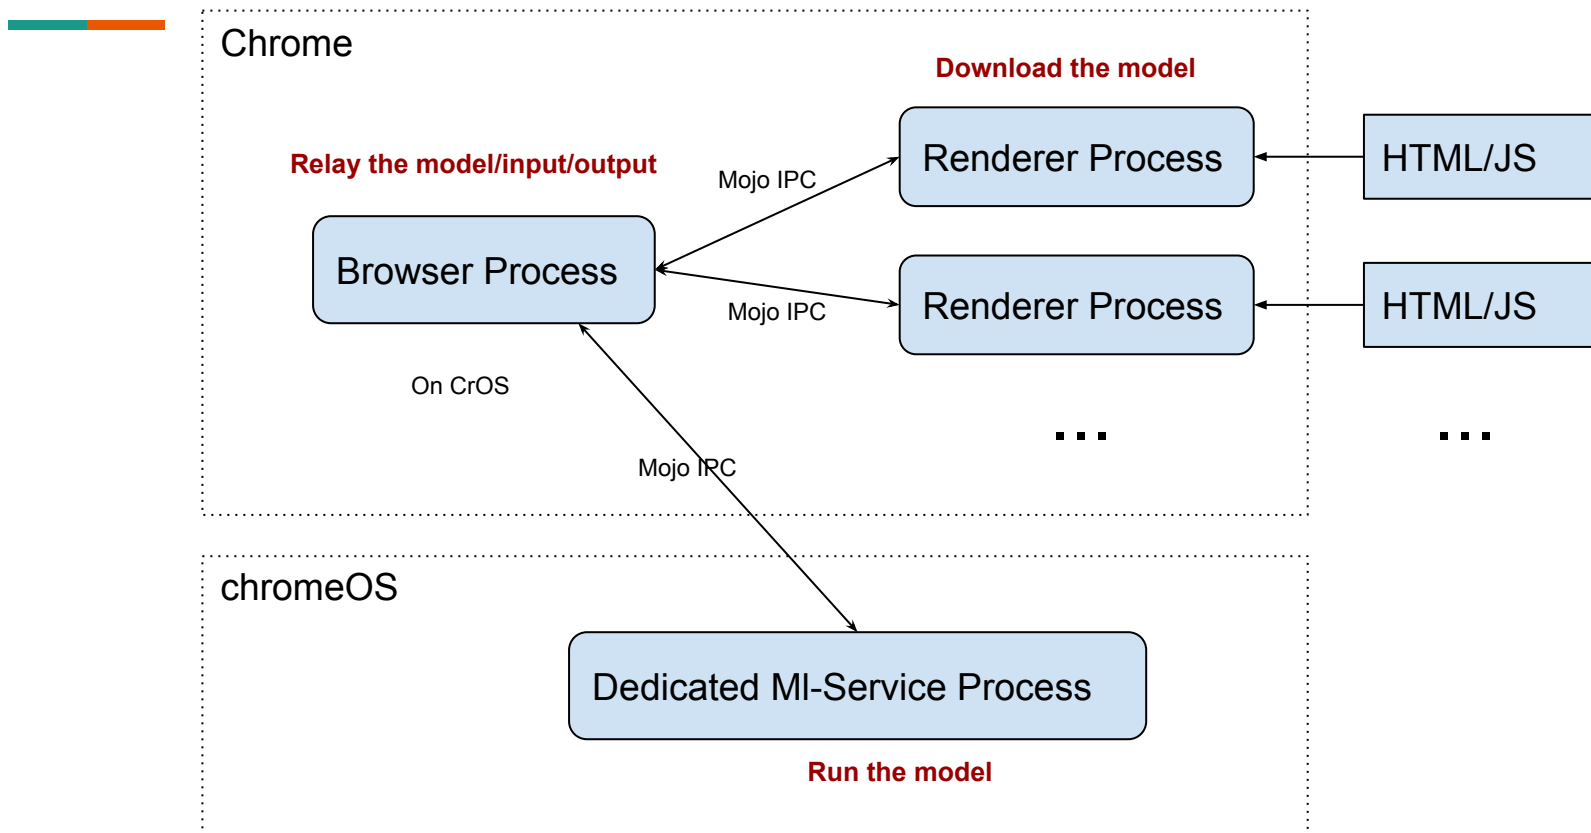 Chrome
Download the model
Relay the model/input/output
Mojo IPC
Renderer Process
HTML/JS
Browser Process
Mojo IPC
Renderer Process
HTML/JS
On CrOS
...
...
Mojo IPC
chromeOS
Dedicated Ml-Service Process
Run the model